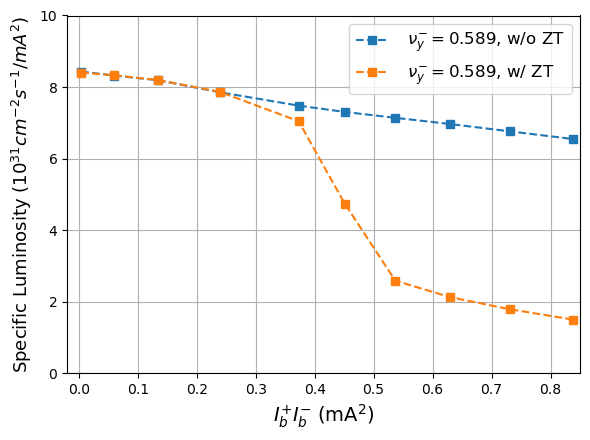 10
8
6
4
2
0
Specific Luminosity (10³¹cm⁻²s⁻¹/mA²)
ν_y^- = 0.589, w/o ZT
ν_y^- = 0.589, w/ ZT
0.0 0.1 0.2 0.3 0.4 0.5 0.6 0.7 0.8
I_b^+ I_b^- (mA²)